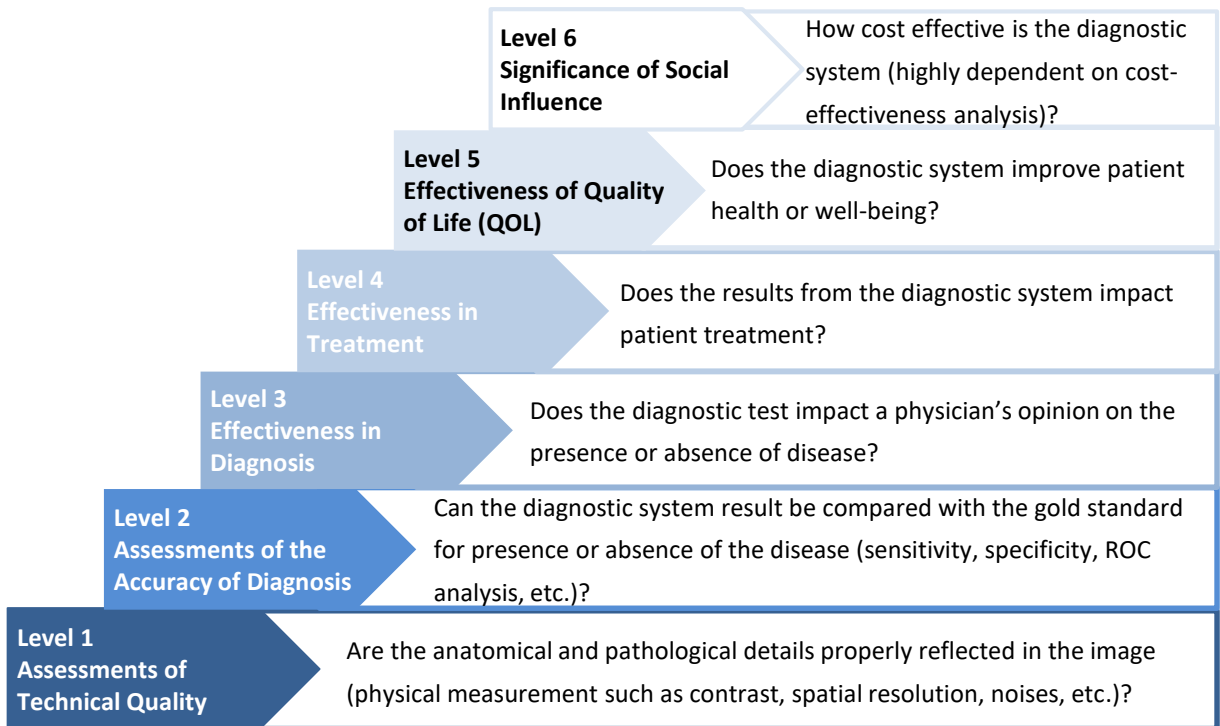 Level 6
Significance of Social
Influence
How cost effective is the diagnostic
system (highly dependent on cost-
effectiveness analysis)?
Level 5
Effectiveness of Quality
of Life (QOL)
Does the diagnostic system improve patient
health or well-being?
Level 4
Effectiveness in
Treatment
Does the results from the diagnostic system impact
patient treatment?
Level 3
Effectiveness in
Diagnosis
Does the diagnostic test impact a physician’s opinion on the
presence or absence of disease?
Level 2
Assessments of the
Accuracy of Diagnosis
Can the diagnostic system result be compared with the gold standard
for presence or absence of the disease (sensitivity, specificity, ROC
analysis, etc.)?
Level 1
Assessments of
Technical Quality
Are the anatomical and pathological details properly reflected in the image
(physical measurement such as contrast, spatial resolution, noises, etc.)?